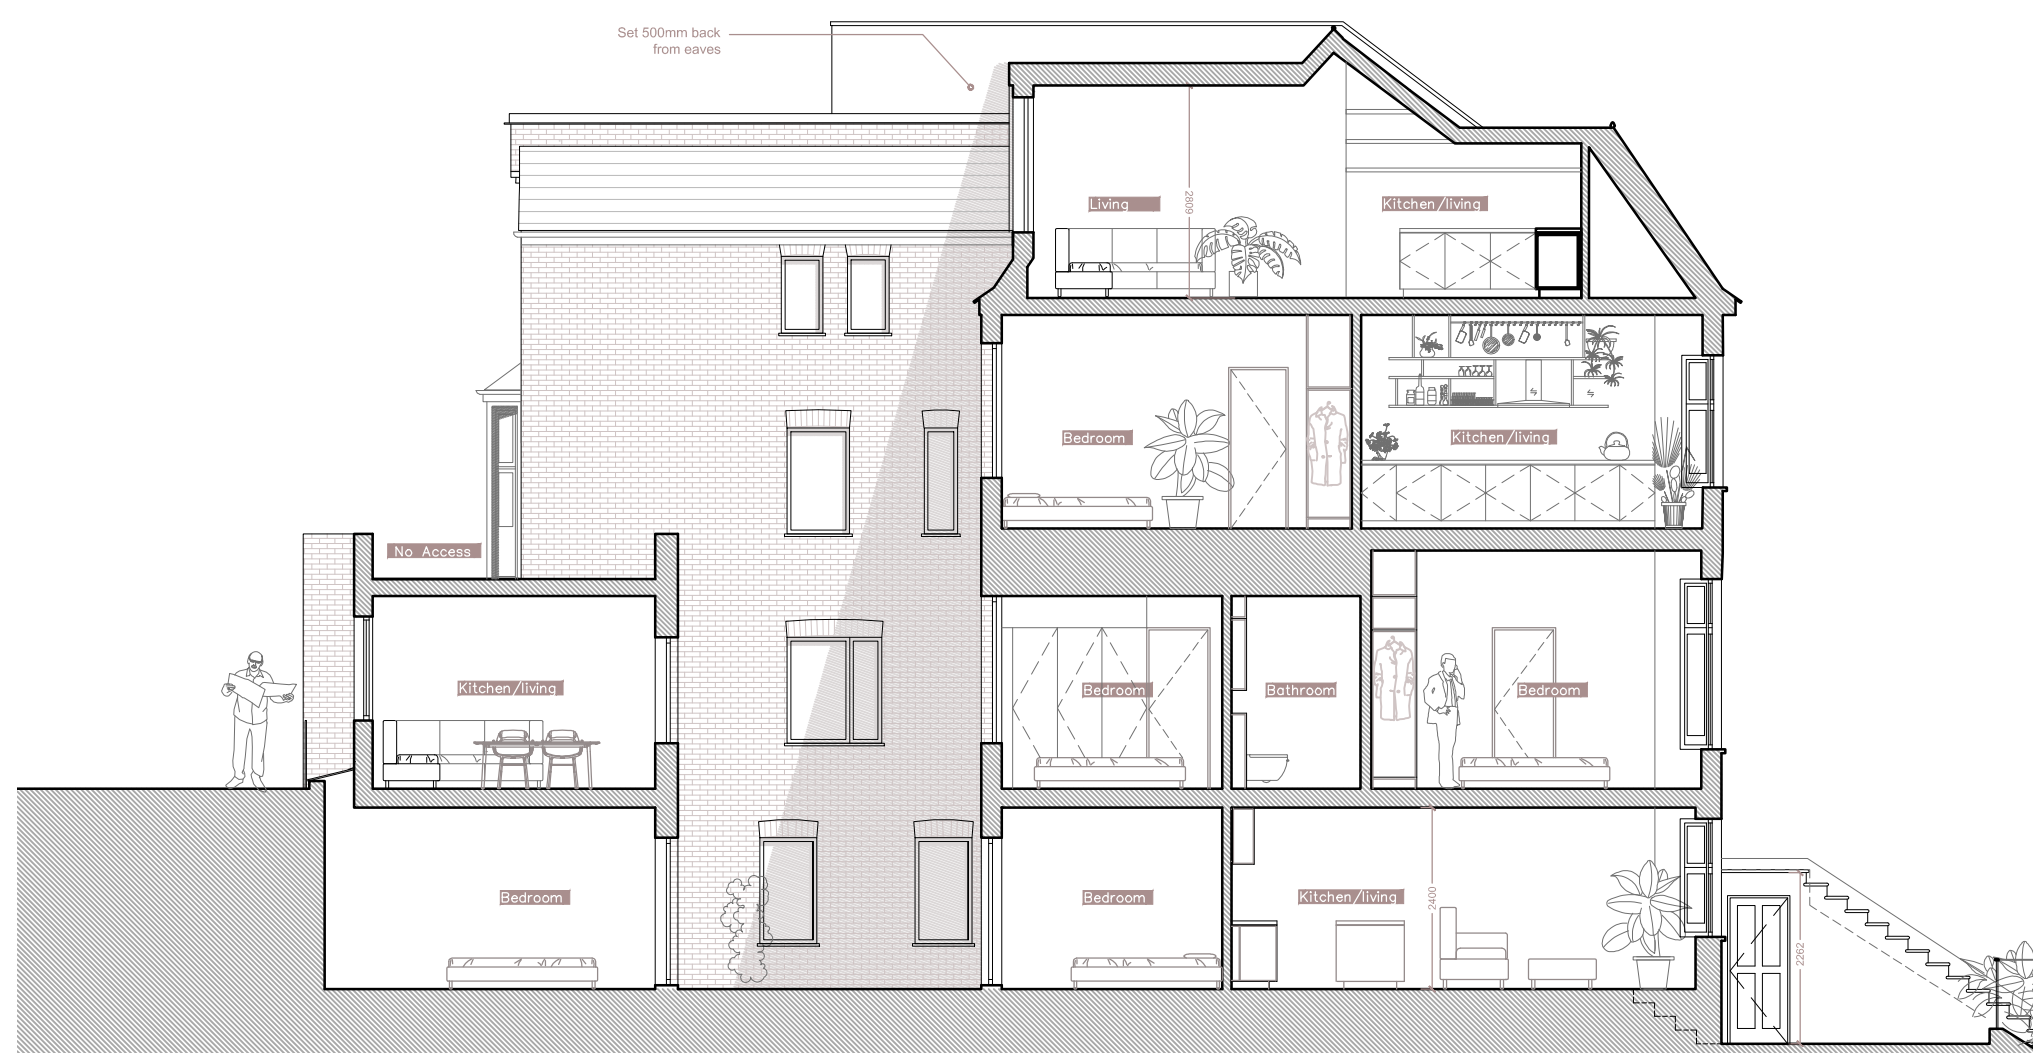 Set 500mm back
from eaves
Living
2809
Kitchen/living
Bedroom
Kitchen/living
No Access
Kitchen/living
Bedroom
Bathroom
Bedroom
Bedroom
Bedroom
2400
Kitchen/living
2262